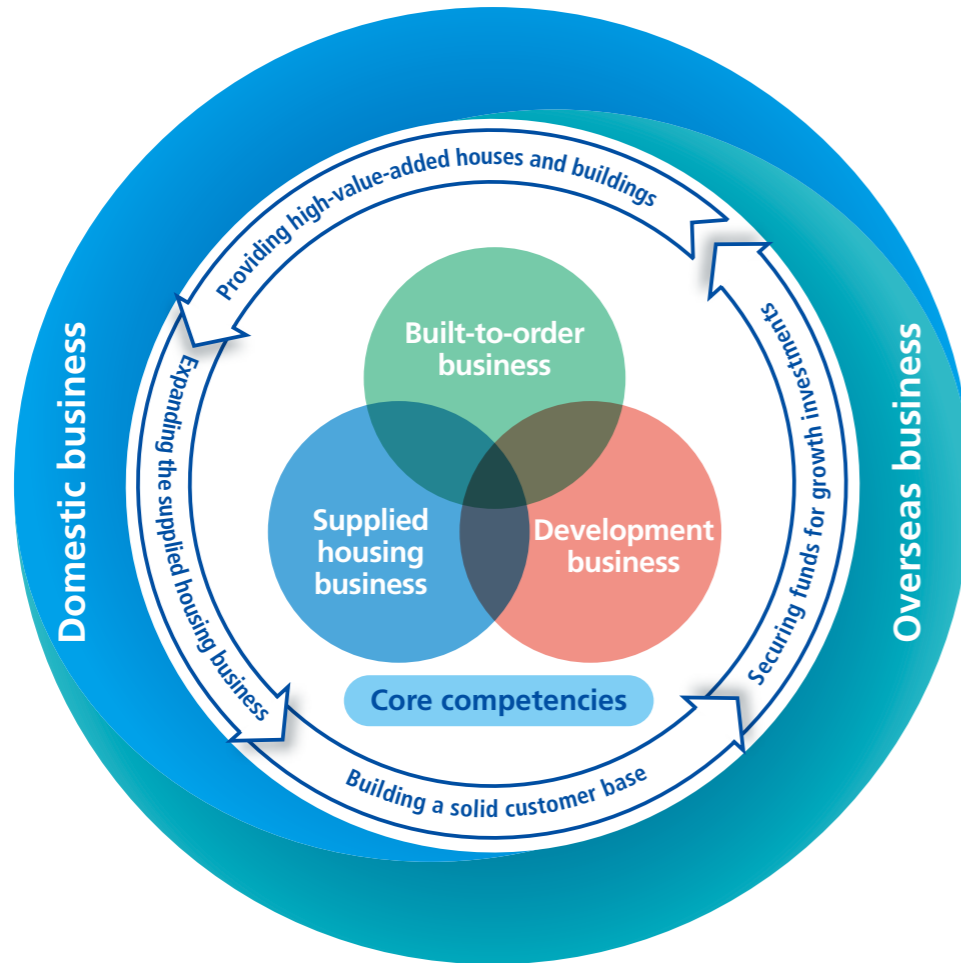 Providing high-value-added houses and buildings
Built-to-order
business
Domestic business
Expanding the supplied housing business
Supplied
housing
business
Development
business
Securing funds for growth investments
Overseas business
Core competencies
Building a solid customer base